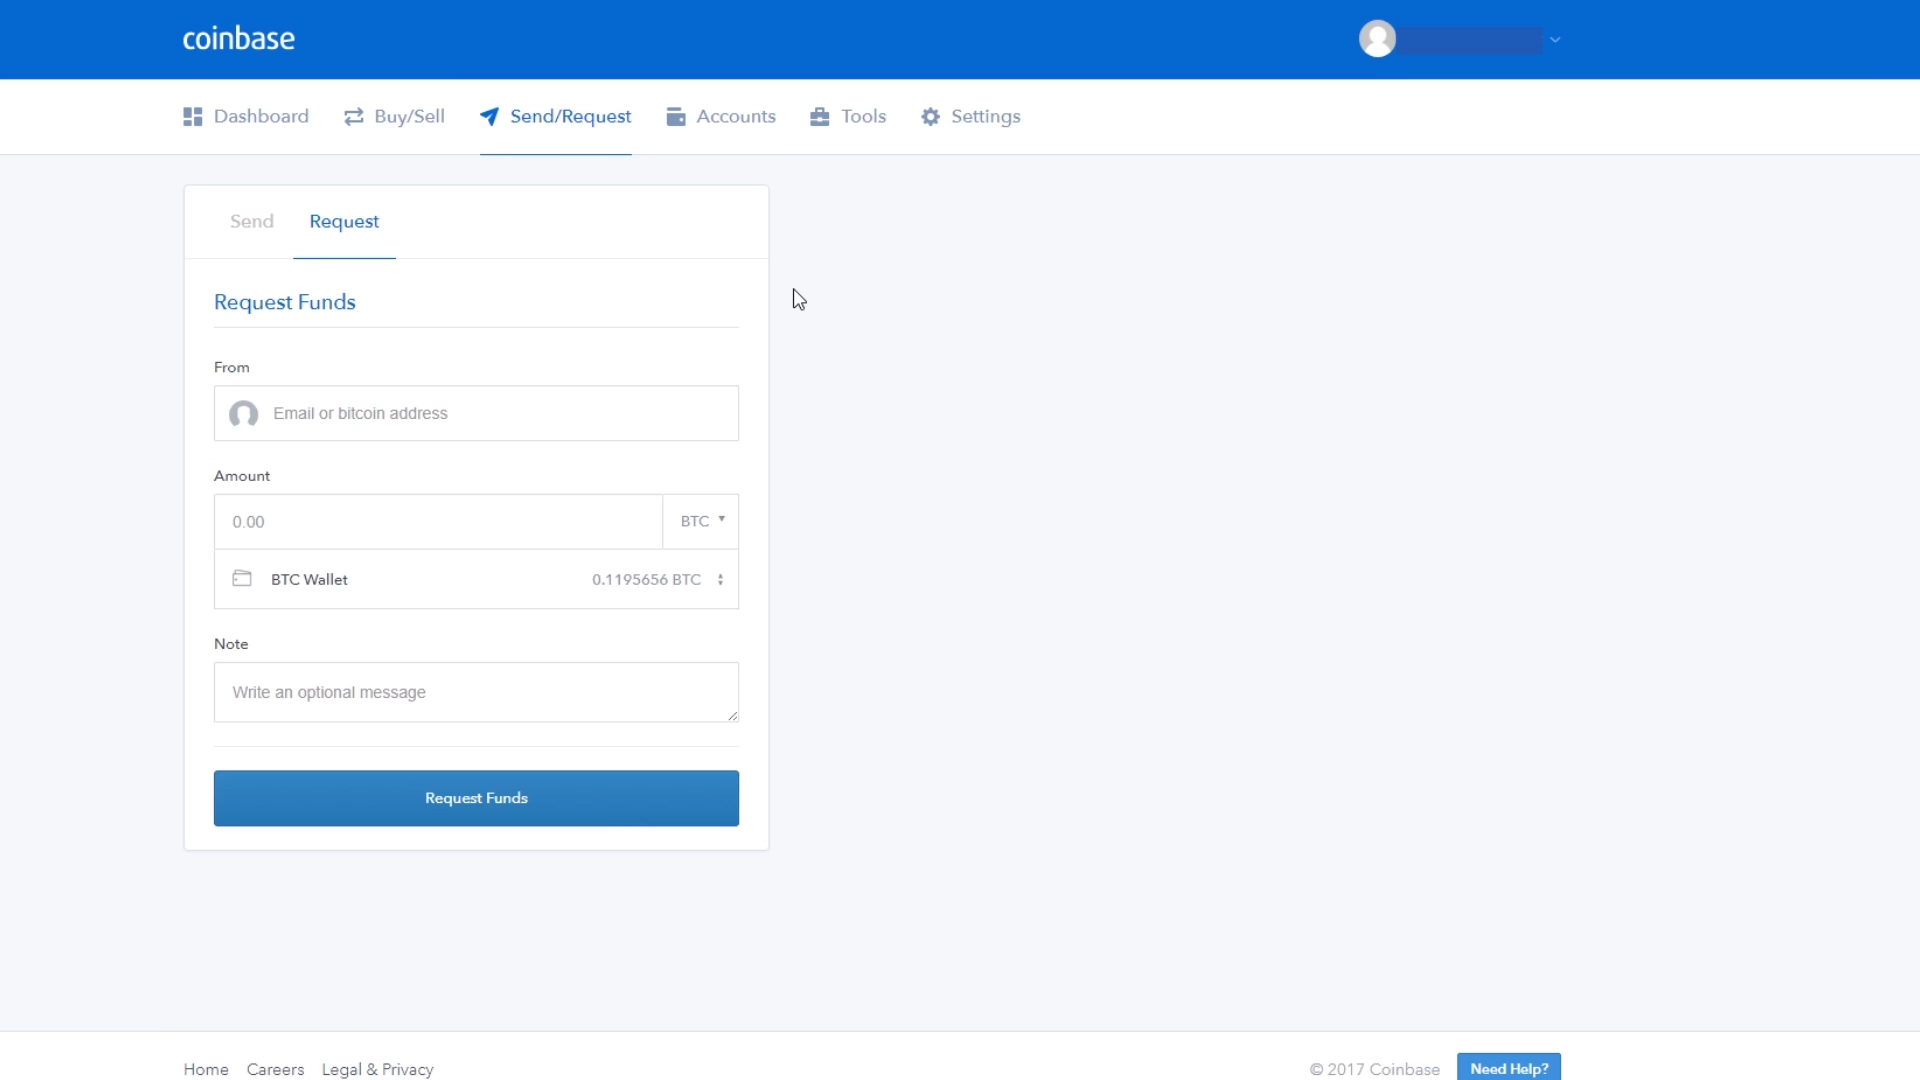 coinbase
Dashboard Buy/Sell Send/Request Accounts Tools Settings
Send Request
Request Funds
From
Email or bitcoin address
Amount
0.00 BTC
BTC Wallet 0.1195656 BTC
Note
Write an optional message
Request Funds
Home Careers Legal & Privacy © 2017 Coinbase Need Help?